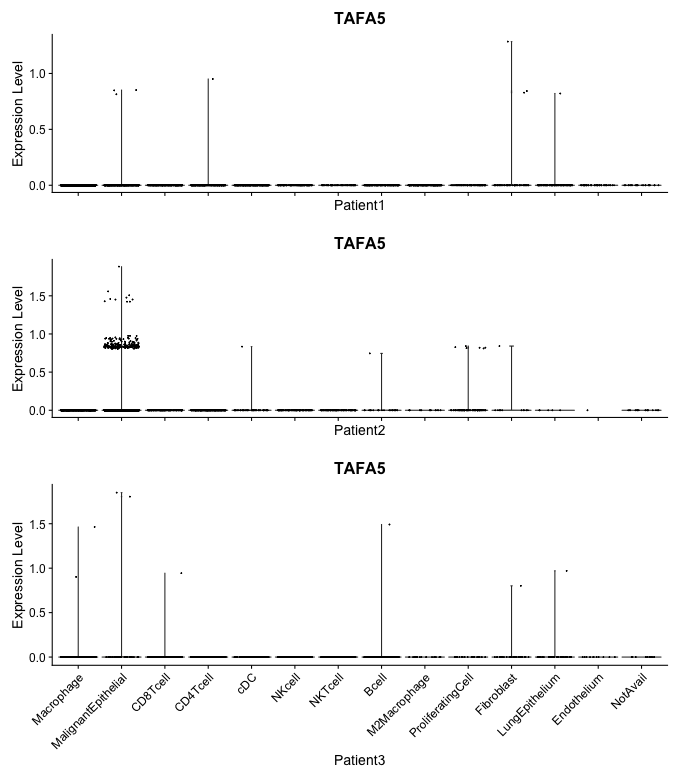 TAFA5
Expression Level
1.0
0.5
0.0
Patient1
TAFA5
Expression Level
1.5
1.0
0.5
0.0
Patient2
TAFA5
Expression Level
1.5
1.0
0.5
0.0
Macrophage
MalignantEpithelial
CD8Tcell
CD4Tcell
cDC
NKcell
NKTcell
Bcell
M2Macrophage
ProliferatingCell
Fibroblast
LungEpithelium
Endothelium
NotAvail
Patient3